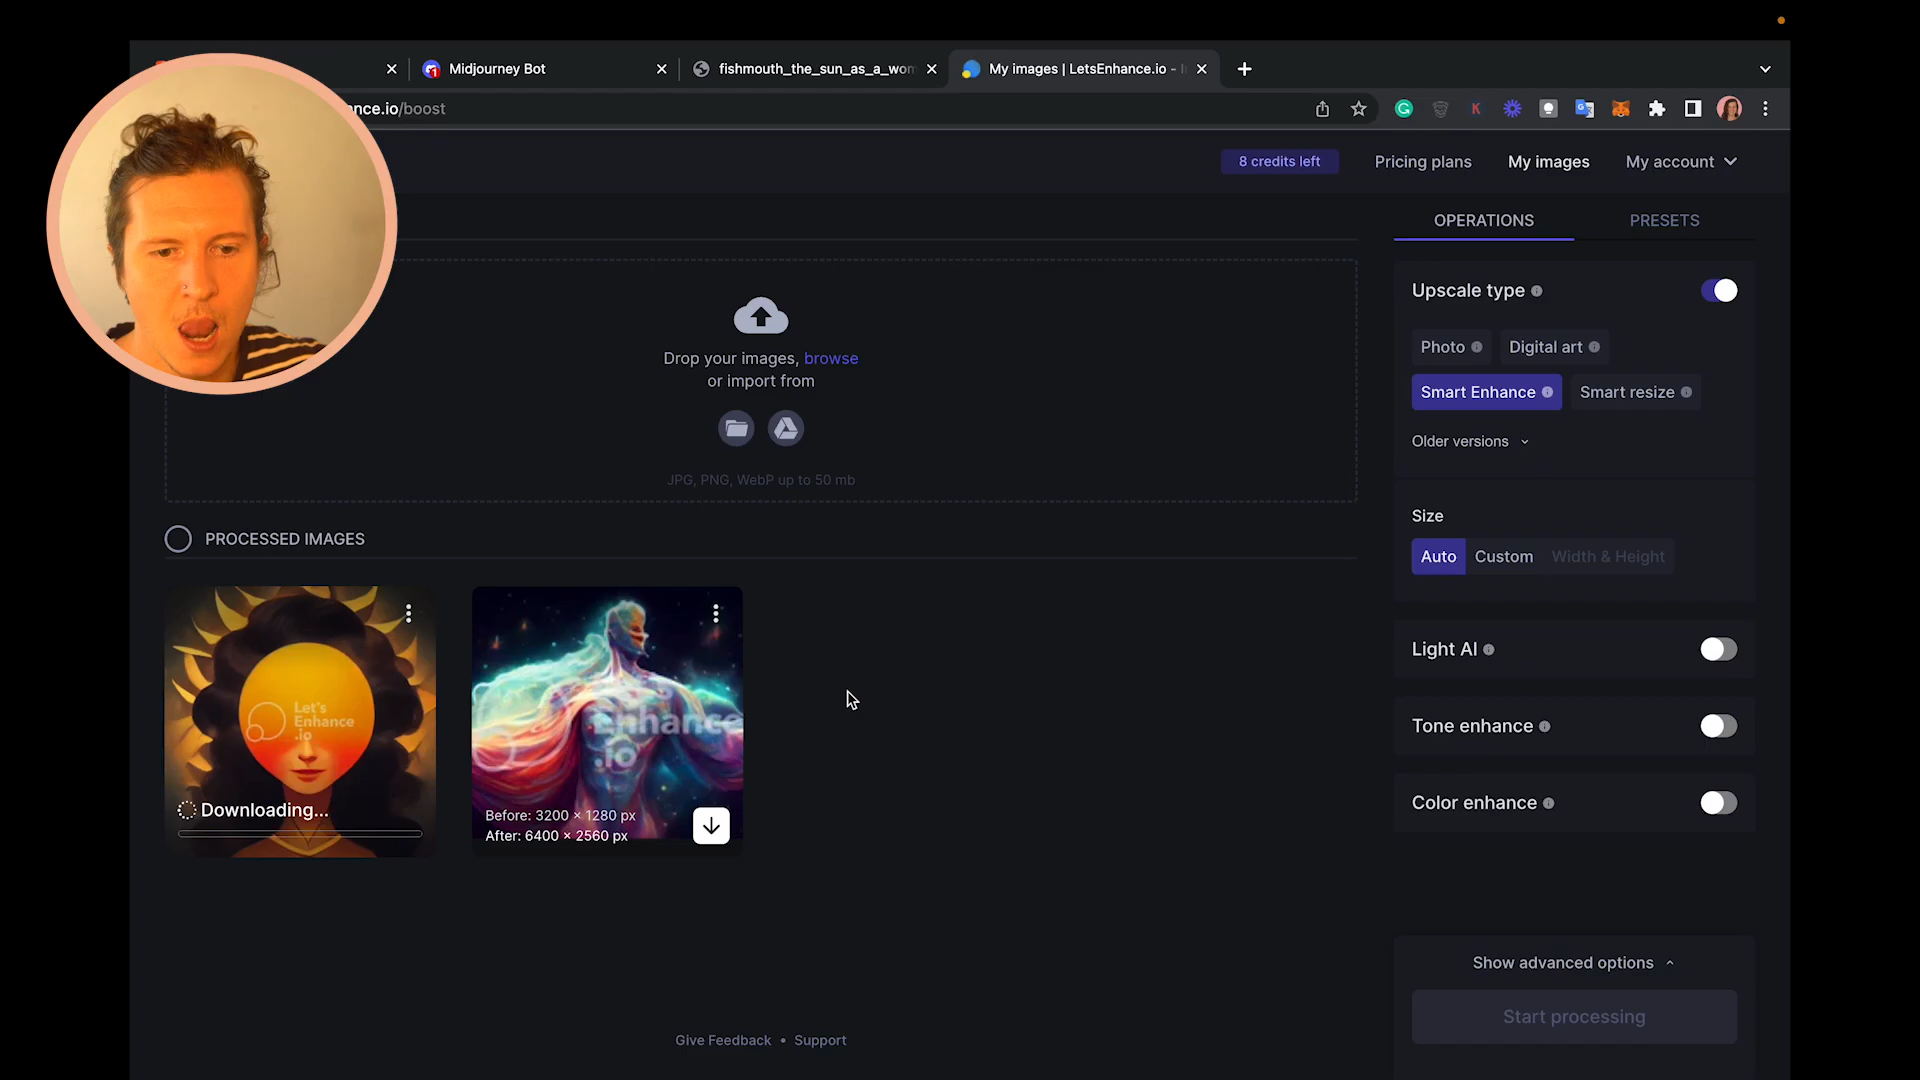 Midjourney Bot
fishmouth_the_sun_as_a_wom
My images | LetsEnhance.io -
nce.io/boost
8 credits left
Pricing plans
My images
My account
OPERATIONS
PRESETS
Upscale type
Photo
Digital art
Smart Enhance
Smart resize
Older versions
Size
Auto
Custom
Width & Height
Light AI
Tone enhance
Color enhance
Show advanced options
Start processing
Drop your images, browse
or import from
JPG, PNG, WebP up to 50 mb
PROCESSED IMAGES
Let's
Enhance
.io
Downloading...
Enhance
.io
Before: 3200 × 1280 px
After: 6400 × 2560 px
Give Feedback • Support